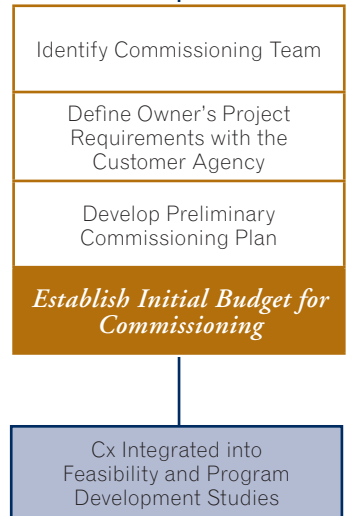 Identify Commissioning Team
Define Owner's Project
Requirements with the
Customer Agency
Develop Preliminary
Commissioning Plan
Establish Initial Budget for
Commissioning
Cx Integrated into
Feasibility and Program
Development Studies